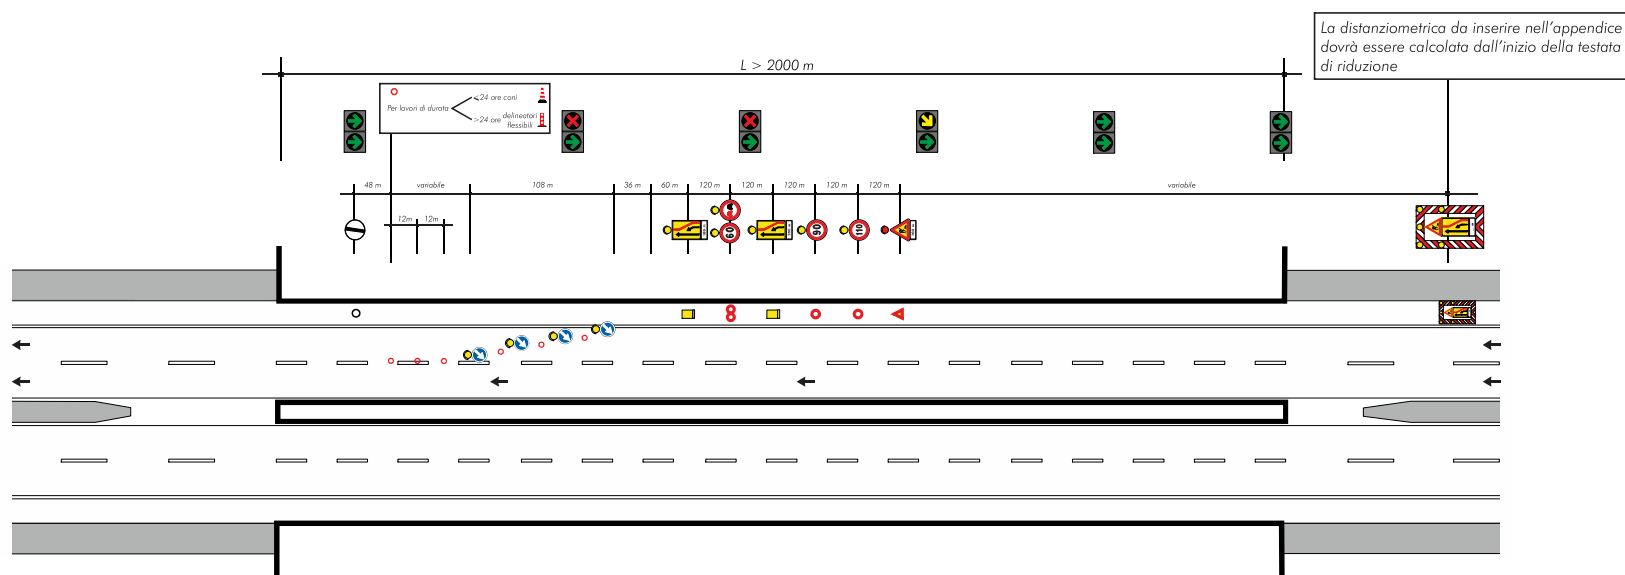 La distanziometrica da inserire nell'appendice
dovrà essere calcolata dall'inizio della testata
di riduzione
L > 2000 m
Per lavori di durata
<24 ore coni
>24 ore delineatori
flessibili
48 m
variabile
108 m
36 m
60 m
120 m
120 m
120 m
120 m
120 m
variabile
12m
12m
60
90
110